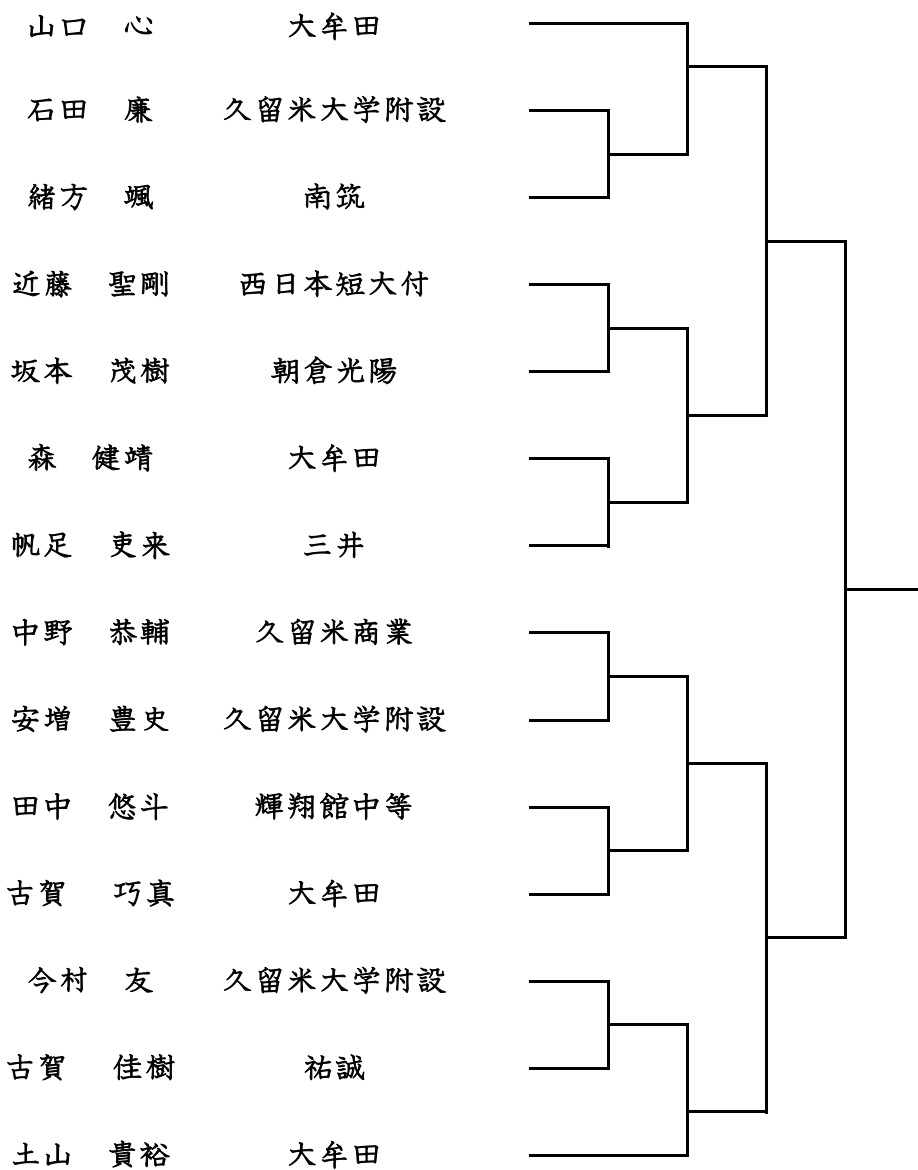 山口　心　大牟田
石田　廉　久留米大学附設
緒方　颯　南筑
近藤　聖剛　西日本短大付
坂本　茂樹　朝倉光陽
森　健靖　大牟田
帆足　吏来　三井
中野　恭輔　久留米商業
安増　豊史　久留米大学附設
田中　悠斗　輝翔館中等
古賀　巧真　大牟田
今村　友　久留米大学附設
古賀　佳樹　祐誠
土山　貴裕　大牟田